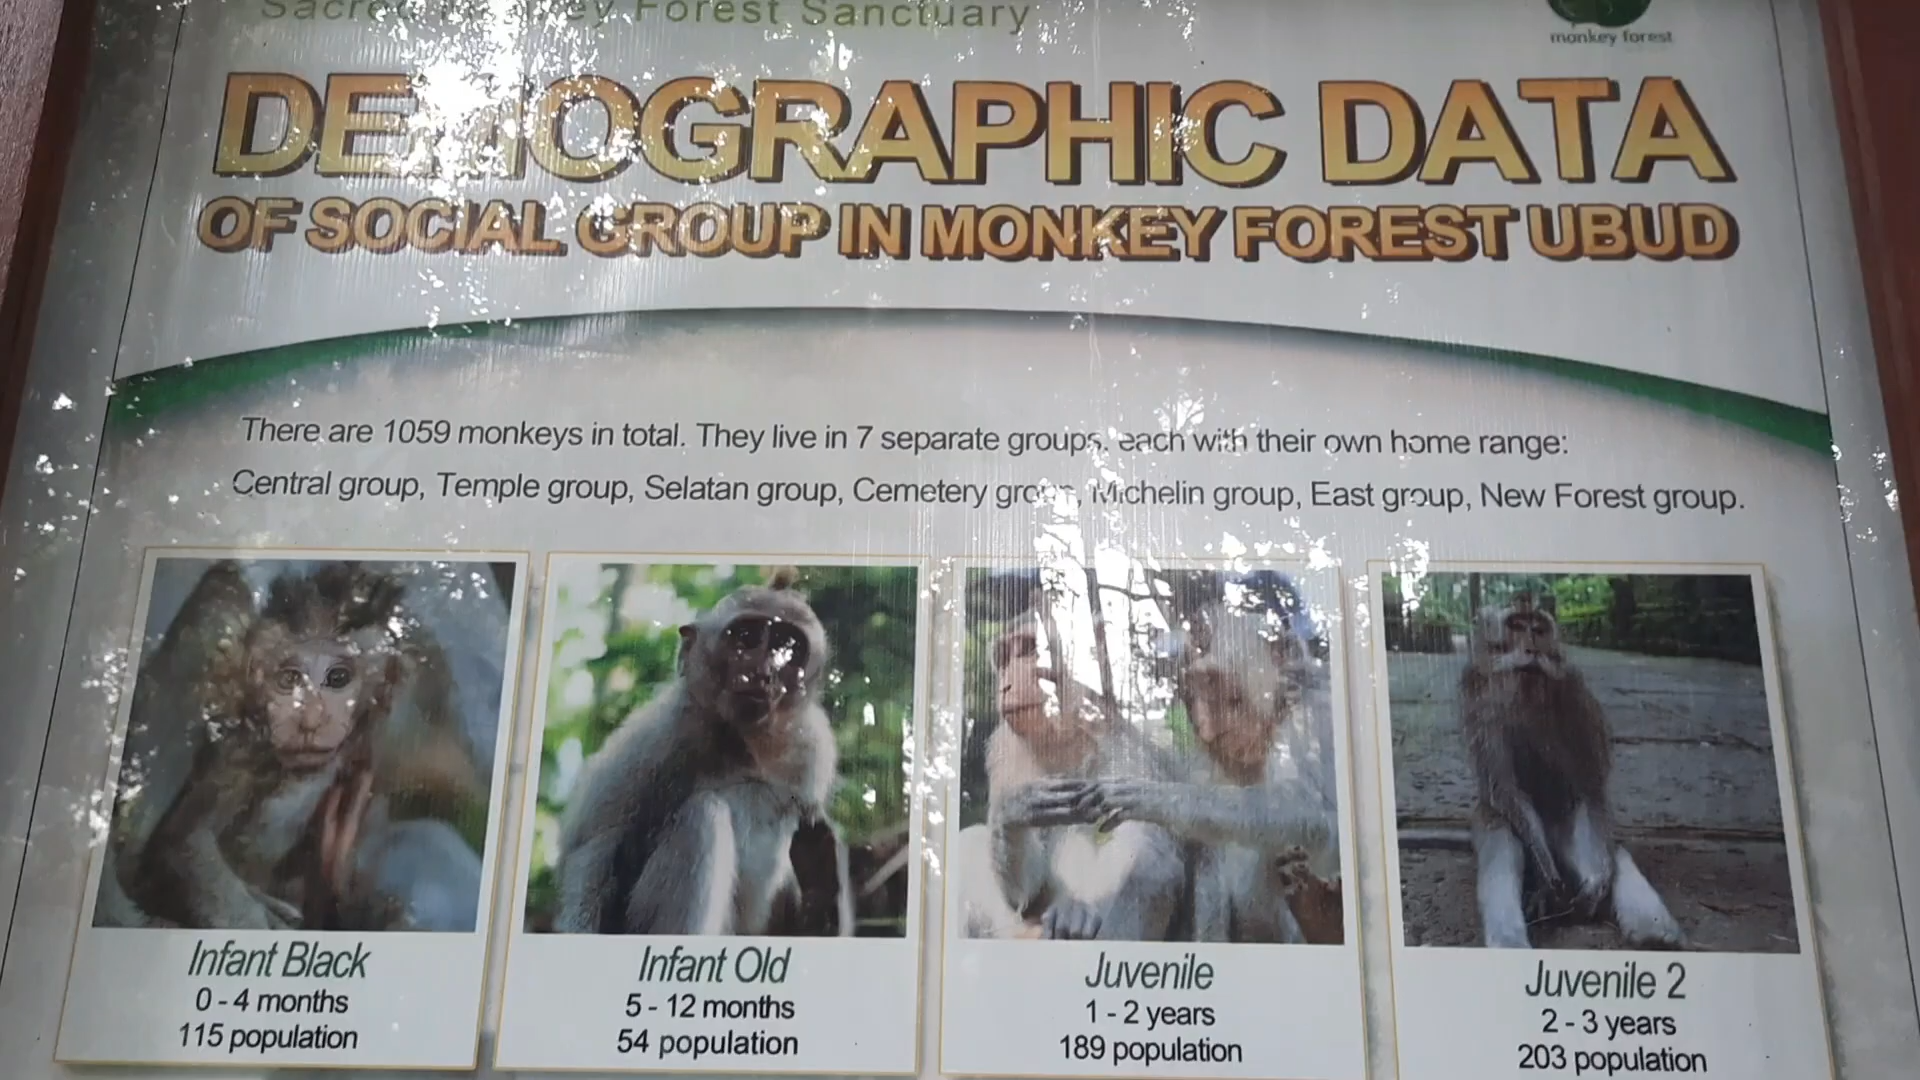 Sacred Monkey Forest Sanctuary
monkey forest
DEMOGRAPHIC DATA
OF SOCIAL GROUP IN MONKEY FOREST UBUD
There are 1059 monkeys in total. They live in 7 separate groups, each with their own home range:
Central group, Temple group, Selatan group, Cemetery group, Michelin group, East group, New Forest group.
Infant Black
0 - 4 months
115 population
Infant Old
5 - 12 months
54 population
Juvenile
1 - 2 years
189 population
Juvenile 2
2 - 3 years
203 population